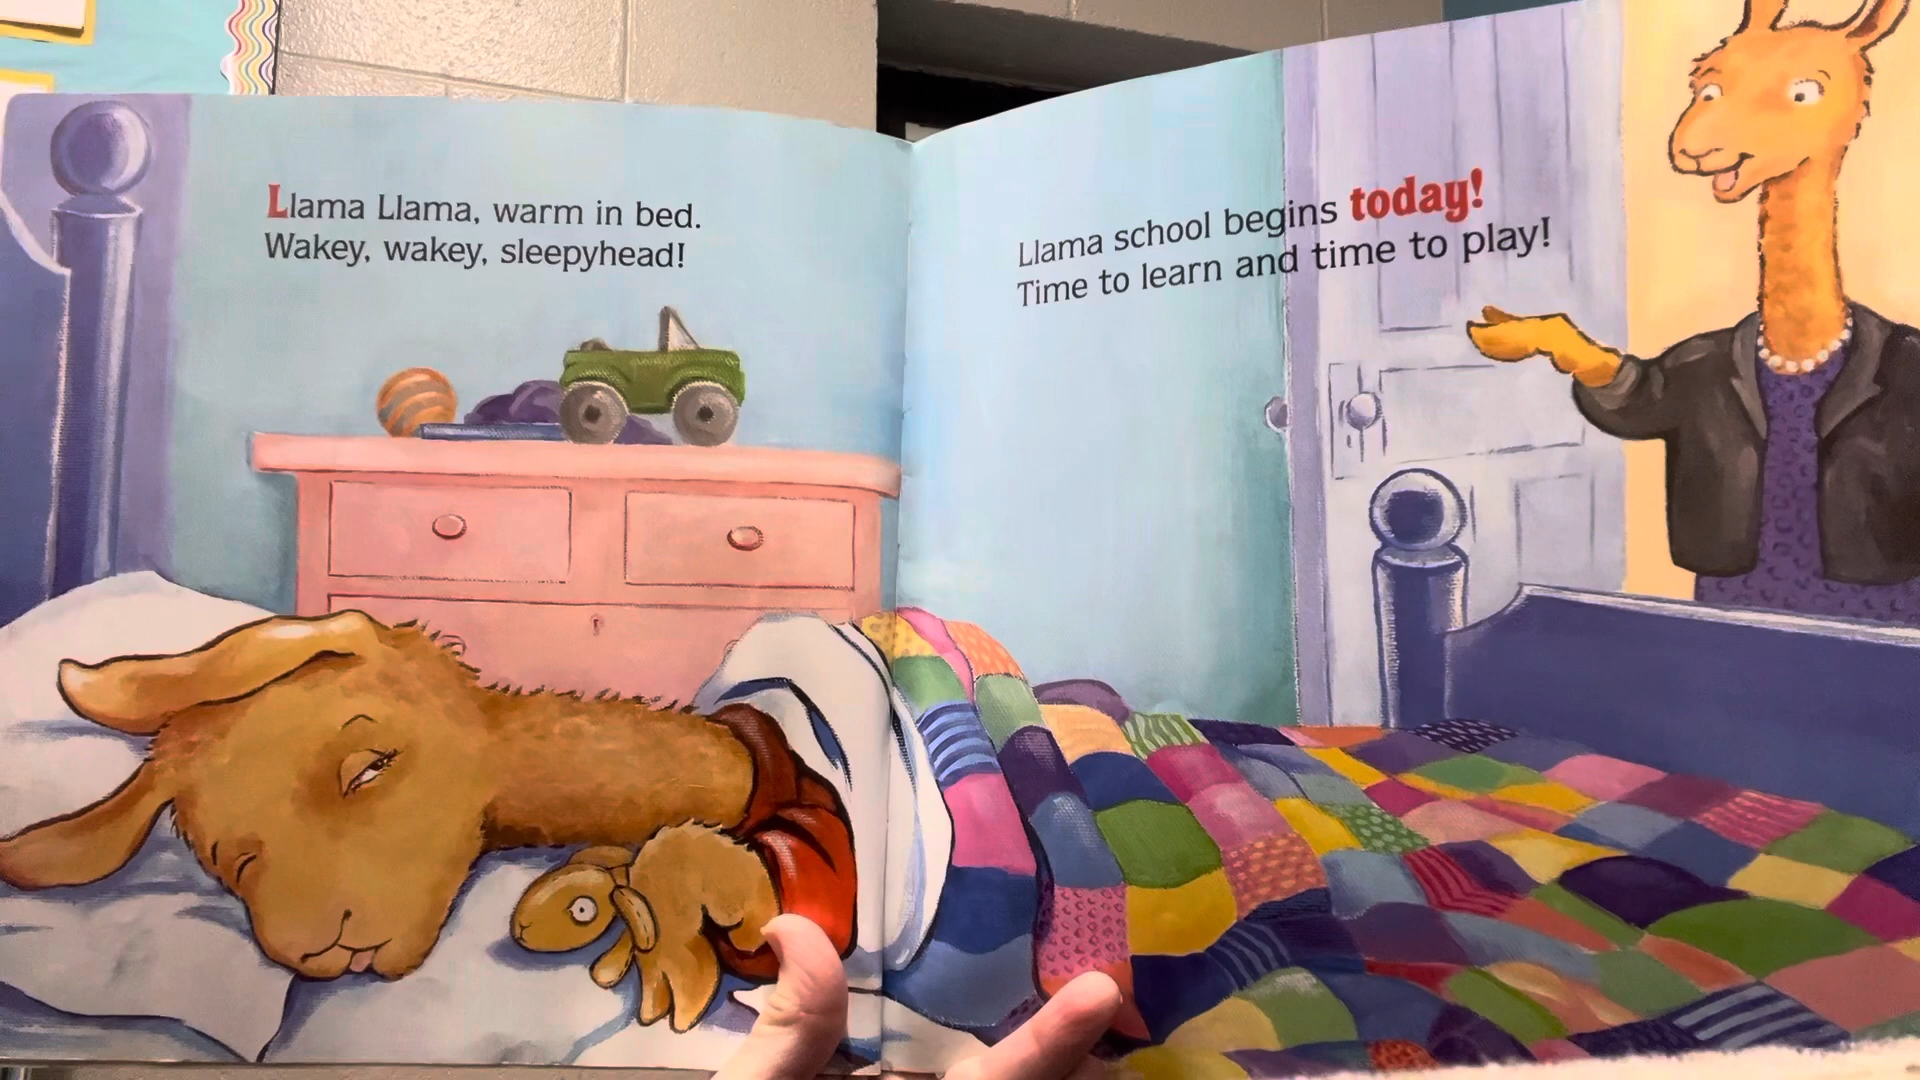 Llama Llama, warm in bed.
Wakey, wakey, sleepyhead!
Llama school begins today!
Time to learn and time to play!